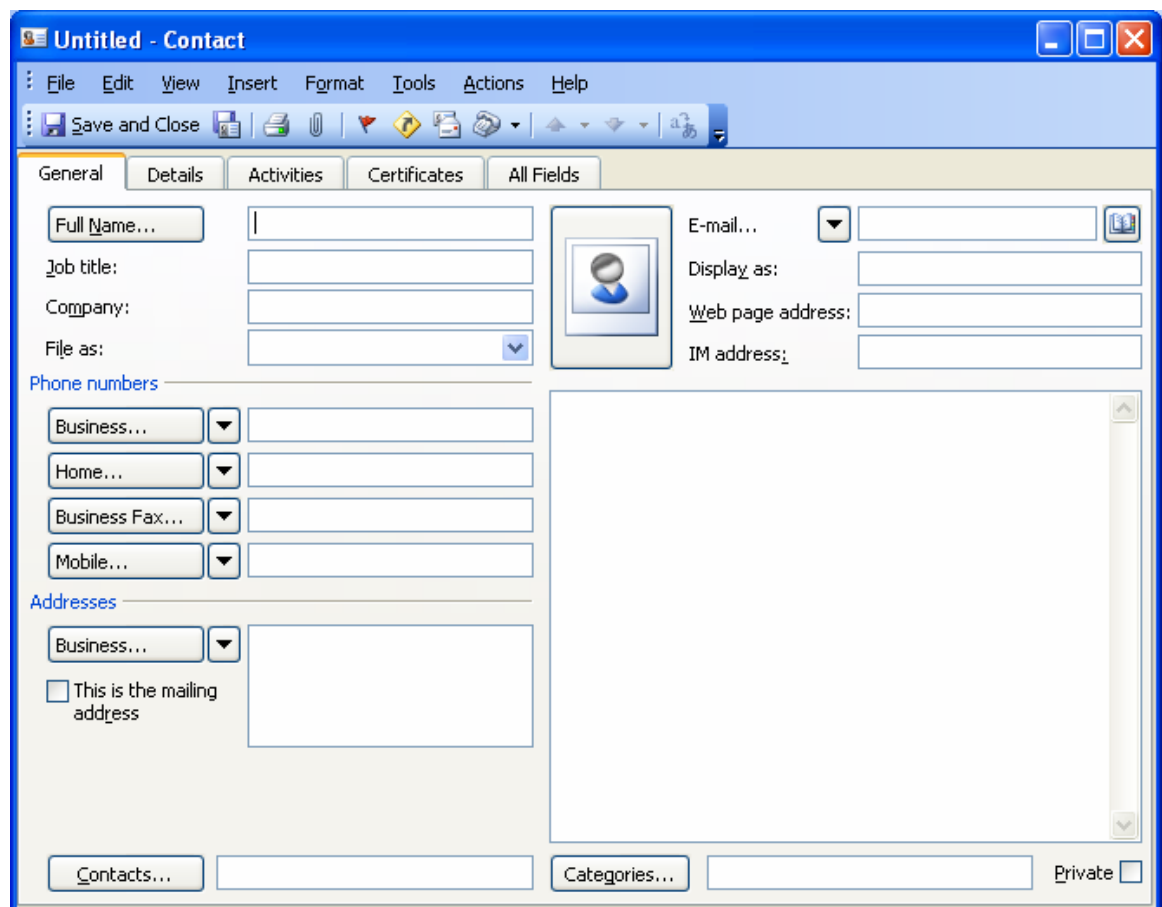 Untitled - Contact
File Edit View Insert Format Tools Actions Help
Save and Close
General Details Activities Certificates All Fields
Full Name... E-mail...
Job title: Display as:
Company: Web page address:
File as: IM address:
Phone numbers
Business...
Home...
Business Fax...
Mobile...
Addresses
Business...
This is the mailing
address
Contacts... Categories... Private